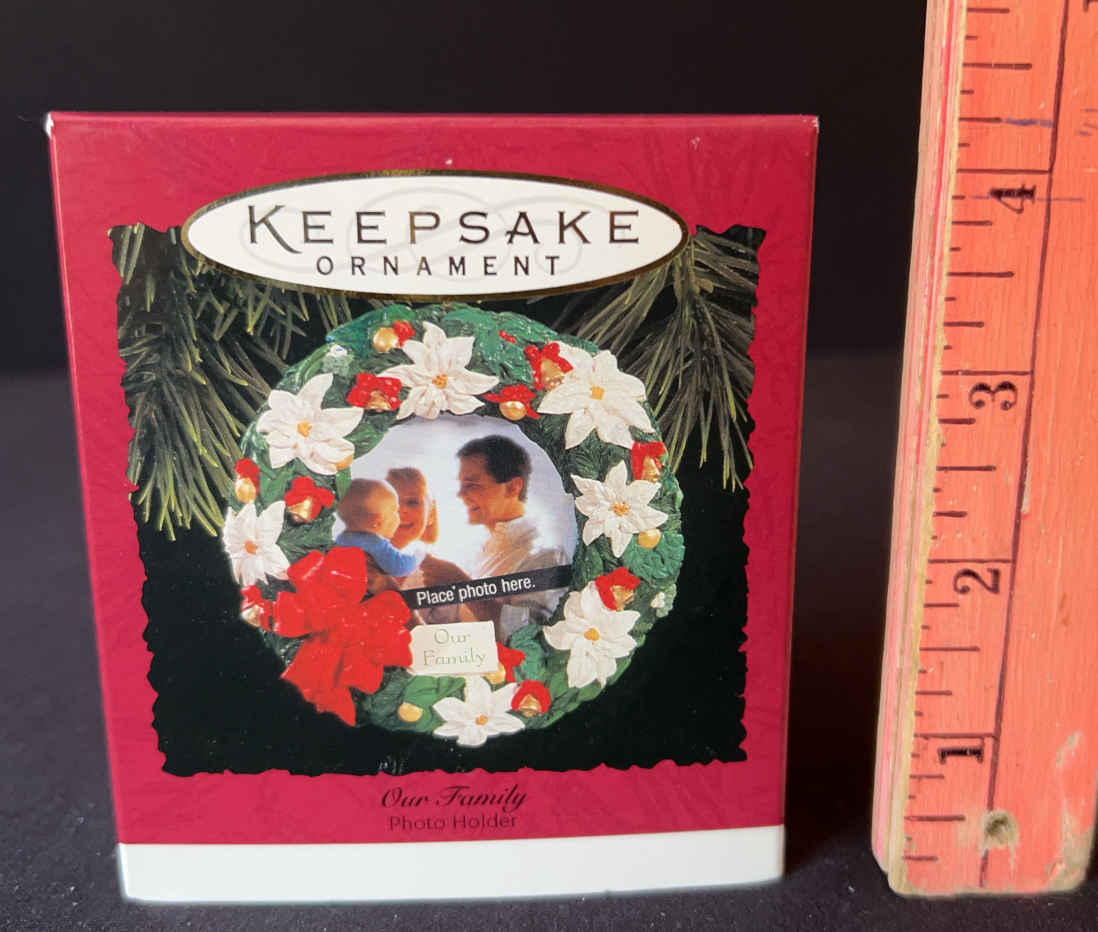 KEEPSAKE
ORNAMENT
Place photo here.
Our
Family
Our Family
Photo Holder
4
3
2
1